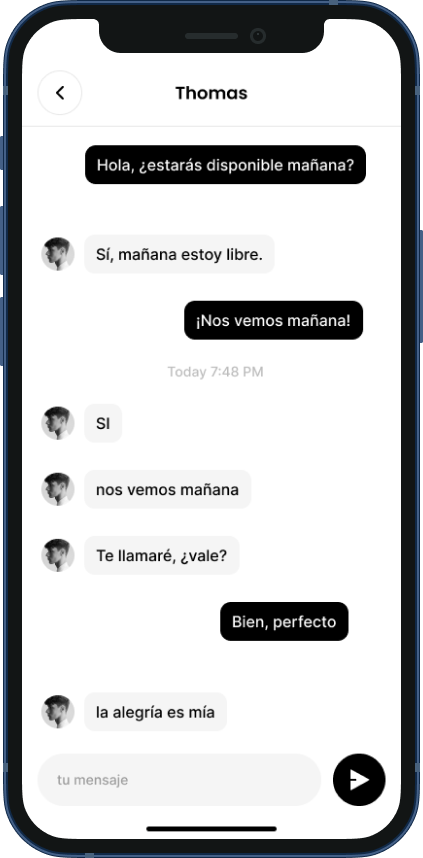 Thomas
Hola, ¿estarás disponible mañana?
Sí, mañana estoy libre.
¡Nos vemos mañana!
Today 7:48 PM
SI
nos vemos mañana
Te llamaré, ¿vale?
Bien, perfecto
la alegría es mía
tu mensaje